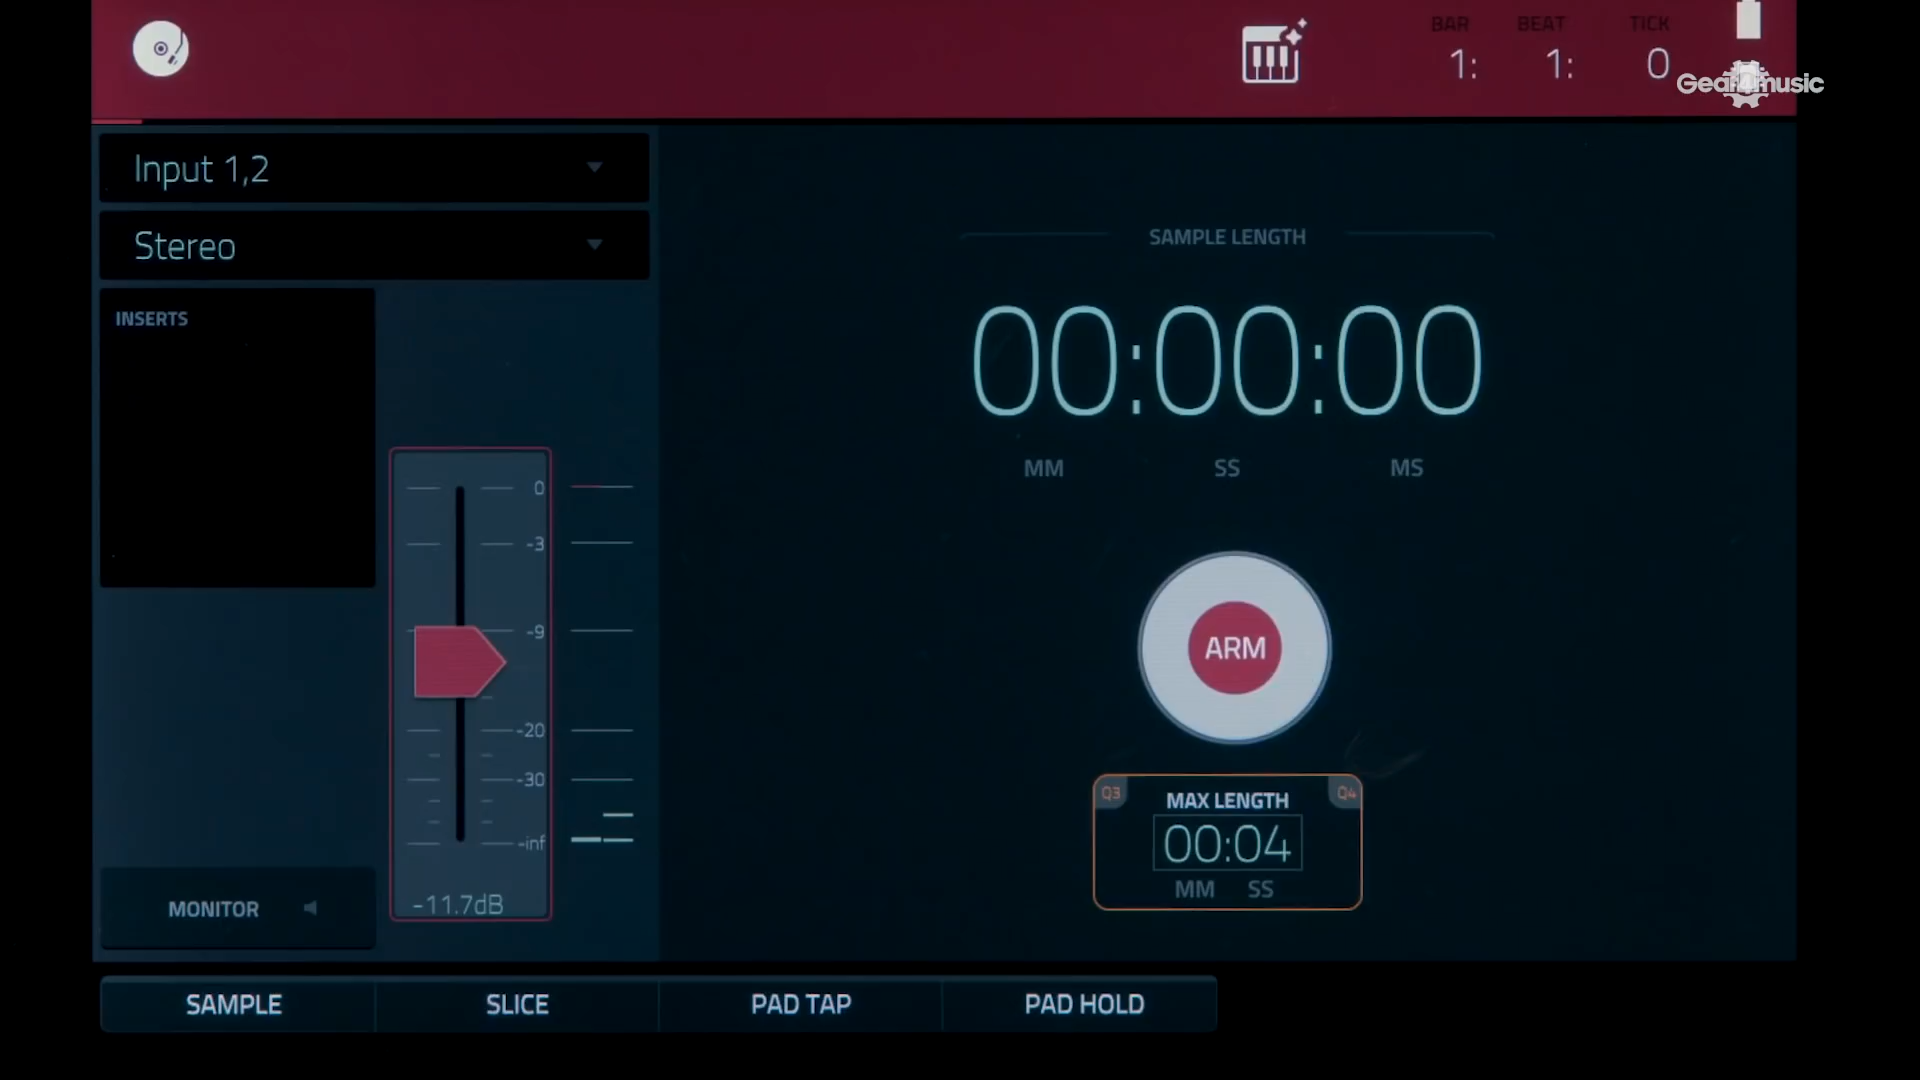 BAR BEAT TICK
1: 1: 0
Gear4music
Input 1,2
Stereo
INSERTS
SAMPLE LENGTH
00:00:00
MM SS MS
0
-3
-9
-20
-30
-inf
-11.7dB
ARM
Q3 MAX LENGTH Q4
00:04
MM SS
MONITOR
SAMPLE SLICE PAD TAP PAD HOLD